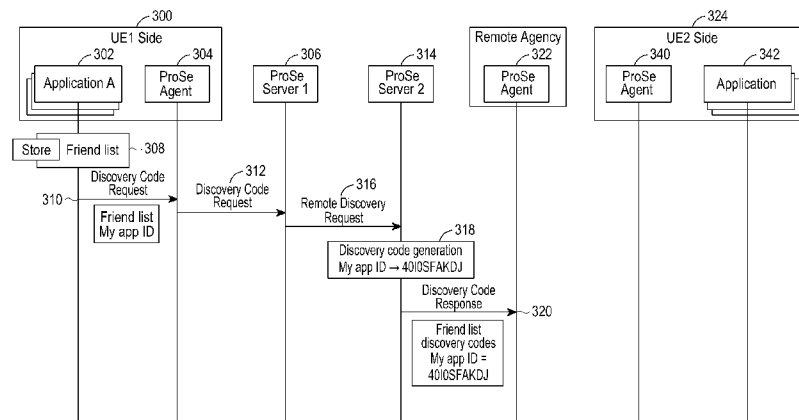 300
324
UE1 Side
Remote Agency
UE2 Side
302
304
306
314
322
340
342
Application A
ProSe
Agent
ProSe
Server 1
ProSe
Server 2
ProSe
Agent
ProSe
Agent
Application
Store
Friend list
308
Discovery Code
Request
310
Friend list
My app ID
312
Discovery Code
Request
316
Remote Discovery
Request
318
Discovery code generation
My app ID → 40I0SFAKDJ
Discovery Code
Response
320
Friend list
discovery codes
My app ID =
40I0SFAKDJ